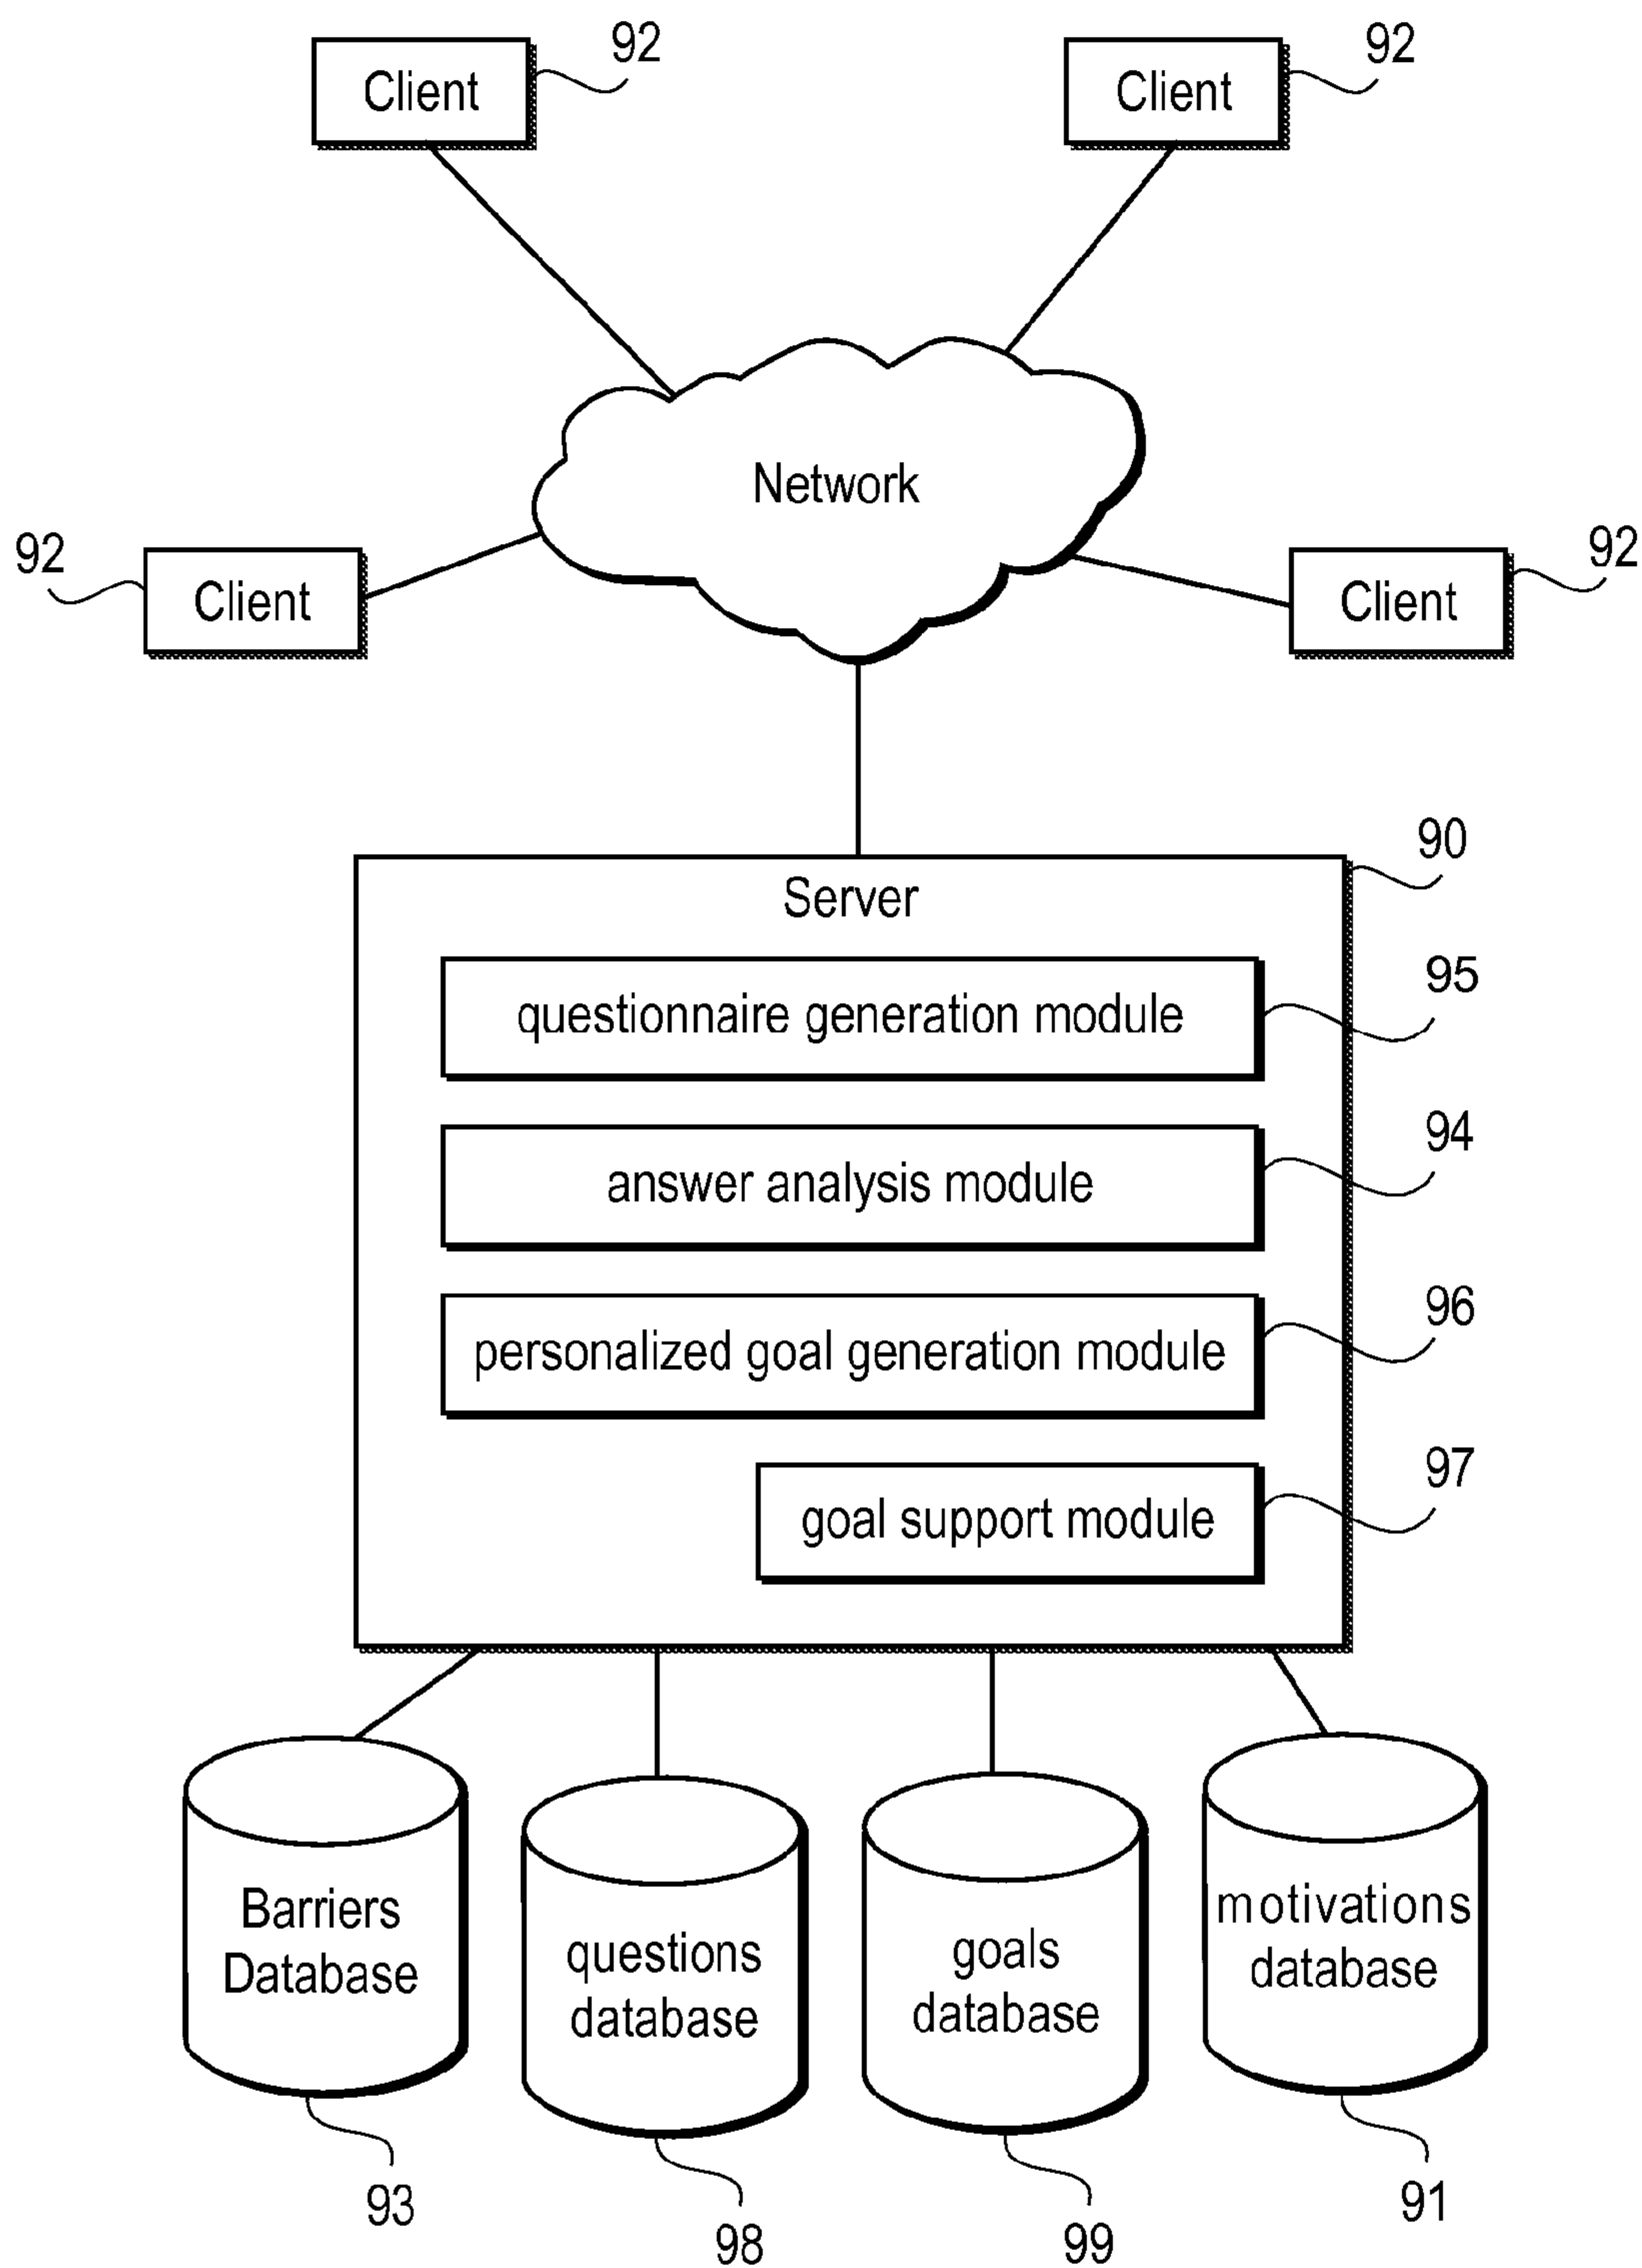 92
92
Client
Client
Network
92
92
Client
Client
90
Server
95
questionnaire generation module
94
answer analysis module
96
personalized goal generation module
97
goal support module
Barriers
Database
questions
database
goals
database
motivations
database
93
98
99
91